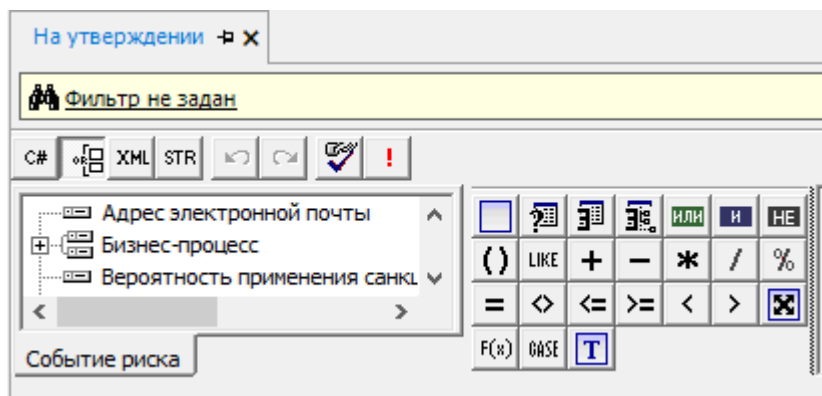 На утверждении
Фильтр не задан
C# OR XML STR
Адрес электронной почты
Бизнес-процесс
Вероятность применения санкц
Событие риска
? ИЛИ И НЕ
( ) LIKE + − * / %
= <> <= >= < >
F(x) CASE T